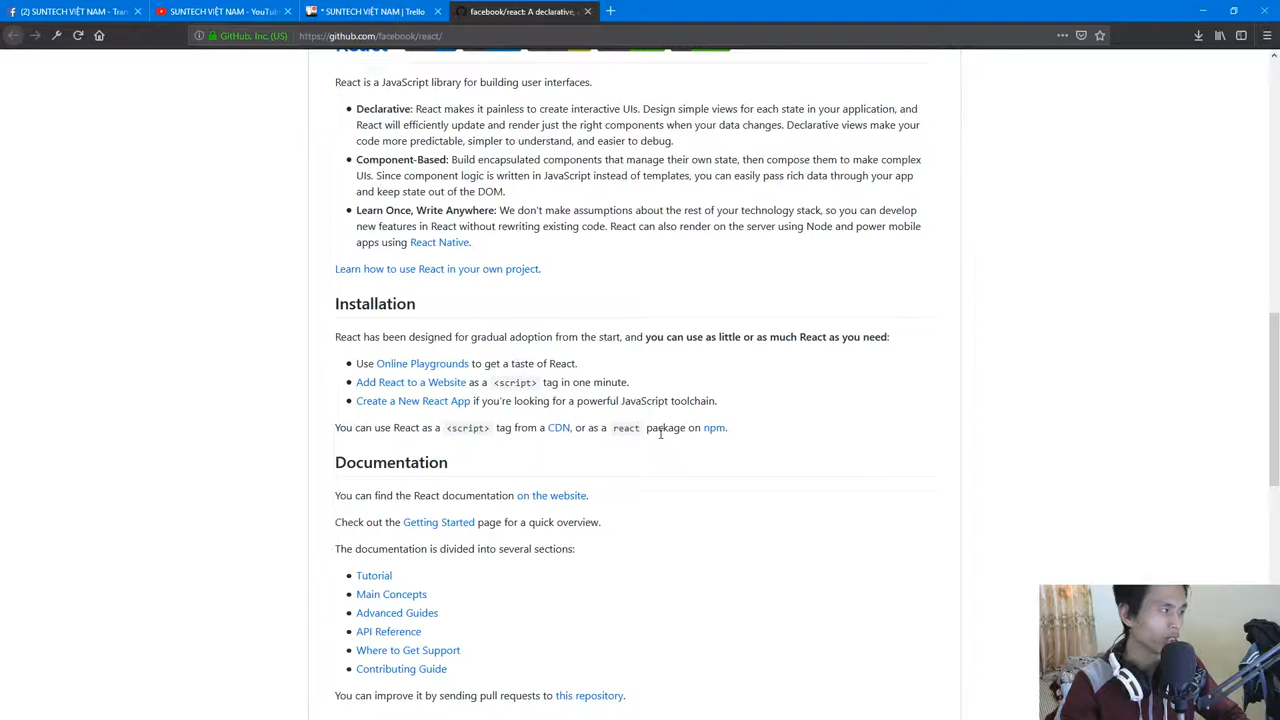 (2) SUNTECH VIỆT NAM - Tran
SUNTECH VIỆT NAM - YouTu
* SUNTECH VIỆT NAM | Trello
facebook/react: A declarative,
GitHub, Inc. (US)
https://github.com/facebook/react/
React is a JavaScript library for building user interfaces.
Declarative: React makes it painless to create interactive UIs. Design simple views for each state in your application, and
React will efficiently update and render just the right components when your data changes. Declarative views make your
code more predictable, simpler to understand, and easier to debug.
Component-Based: Build encapsulated components that manage their own state, then compose them to make complex
UIs. Since component logic is written in JavaScript instead of templates, you can easily pass rich data through your app
and keep state out of the DOM.
Learn Once, Write Anywhere: We don't make assumptions about the rest of your technology stack, so you can develop
new features in React without rewriting existing code. React can also render on the server using Node and power mobile
apps using React Native.
Learn how to use React in your own project.
Installation
React has been designed for gradual adoption from the start, and you can use as little or as much React as you need:
Use Online Playgrounds to get a taste of React.
Add React to a Website as a <script> tag in one minute.
Create a New React App if you're looking for a powerful JavaScript toolchain.
You can use React as a <script> tag from a CDN, or as a react package on npm.
Documentation
You can find the React documentation on the website.
Check out the Getting Started page for a quick overview.
The documentation is divided into several sections:
Tutorial
Main Concepts
Advanced Guides
API Reference
Where to Get Support
Contributing Guide
You can improve it by sending pull requests to this repository.